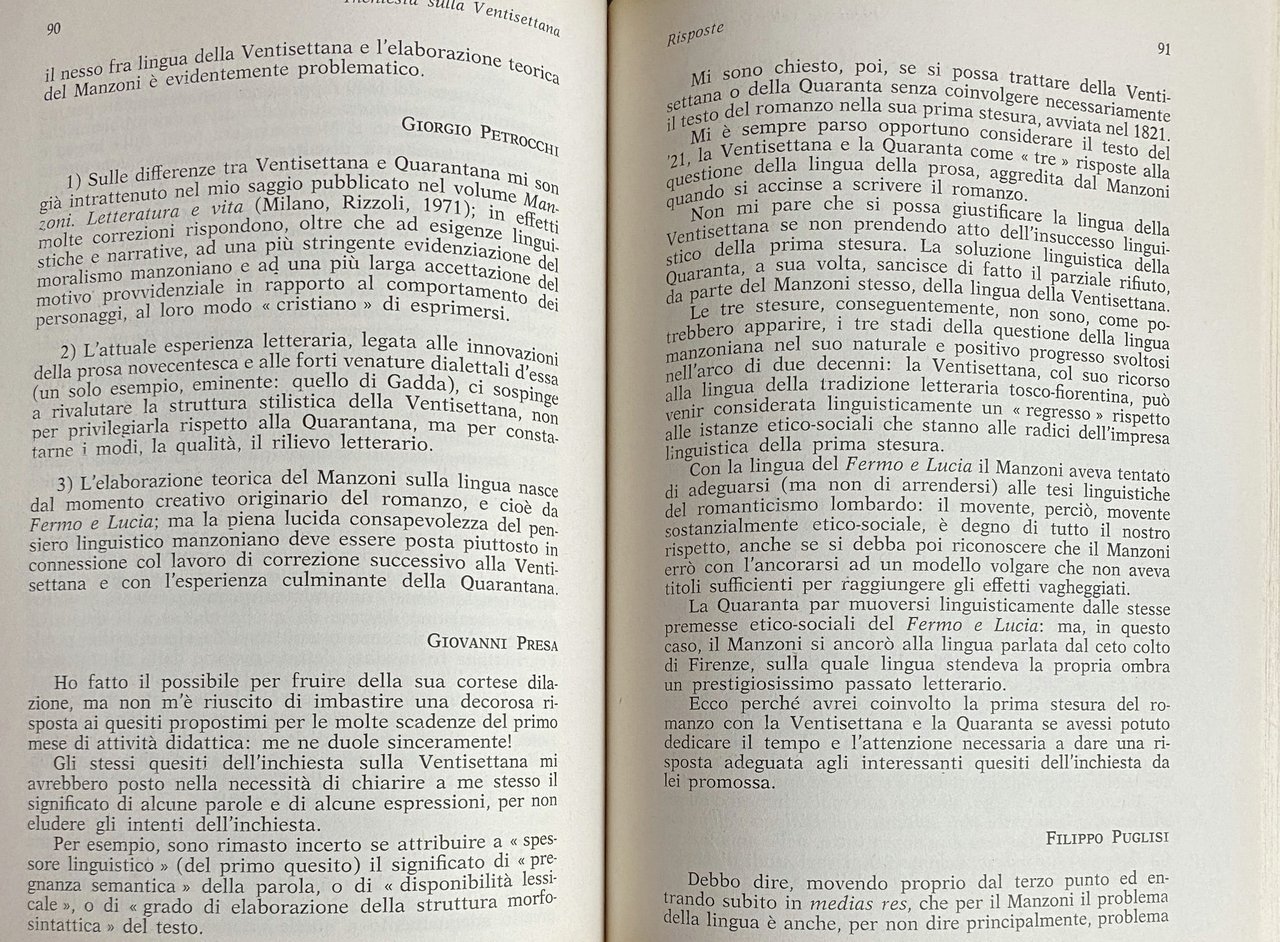 90
Inchiesta sulla Ventisettana
il nesso fra lingua della Ventisettana e l'elaborazione teorica
del Manzoni è evidentemente problematico.
GIORGIO PETROCCHI
1) Sulle differenze tra Ventisettana e Quarantana mi son
già intrattenuto nel mio saggio pubblicato nel volume Man-
zoni. Letteratura e vita (Milano, Rizzoli, 1971); in effetti
molte correzioni rispondono, oltre che ad esigenze lingui-
stiche e narrative, ad una più stringente evidenziazione del
moralismo manzoniano e ad una più larga accettazione del
motivo provvidenziale in rapporto al comportamento dei
personaggi, al loro modo « cristiano » di esprimersi.
2) L'attuale esperienza letteraria, legata alle innovazioni
della prosa novecentesca e alle forti venature dialettali d'essa
(un solo esempio, eminente: quello di Gadda), ci sospinge
a rivalutare la struttura stilistica della Ventisettana, non
per privilegiarla rispetto alla Quarantana, ma per consta-
tarne i modi, la qualità, il rilievo letterario.
3) L'elaborazione teorica del Manzoni sulla lingua nasce
dal momento creativo originario del romanzo, e cioè da
Fermo e Lucia; ma la piena lucida consapevolezza del pen-
siero linguistico manzoniano deve essere posta piuttosto in
connessione col lavoro di correzione successivo alla Venti-
settana e con l'esperienza culminante della Quarantana.
GIOVANNI PRESA
Ho fatto il possibile per fruire della sua cortese dila-
zione, ma non m'è riuscito di imbastire una decorosa ri-
sposta ai quesiti propostimi per le molte scadenze del primo
mese di attività didattica: me ne duole sinceramente!
Gli stessi quesiti dell'inchiesta sulla Ventisettana mi
avrebbero posto nella necessità di chiarire a me stesso il
significato di alcune parole e di alcune espressioni, per non
eludere gli intenti dell'inchiesta.
Per esempio, sono rimasto incerto se attribuire a « spes-
sore linguistico » (del primo quesito) il significato di « pre-
gnanza semantica » della parola, o di « disponibilità lessi-
cale », o di « grado di elaborazione della struttura morfo-
sintattica » del testo.
Risposte
91
Mi sono chiesto, poi, se si possa trattare della Venti-
settana o della Quaranta senza coinvolgere necessariamente
il testo del romanzo nella sua prima stesura, avviata nel 1821.
Mi è sempre parso opportuno considerare il testo del
'21, la Ventisettana e la Quaranta come « tre » risposte alla
questione della lingua della prosa, aggredita dal Manzoni
quando si accinse a scrivere il romanzo.
Non mi pare che si possa giustificare la lingua della
Ventisettana se non prendendo atto dell'insuccesso lingui-
stico della prima stesura. La soluzione linguistica della
Quaranta, a sua volta, sancisce di fatto il parziale rifiuto,
da parte del Manzoni stesso, della lingua della Ventisettana.
Le tre stesure, conseguentemente, non sono, come po-
trebbero apparire, i tre stadi della questione della lingua
manzoniana nel suo naturale e positivo progresso svoltosi
nell'arco di due decenni: la Ventisettana, col suo ricorso
alla lingua della tradizione letteraria tosco-fiorentina, può
venir considerata linguisticamente un « regresso » rispetto
alle istanze etico-sociali che stanno alle radici dell'impresa
linguistica della prima stesura.
Con la lingua del Fermo e Lucia il Manzoni aveva tentato
di adeguarsi (ma non di arrendersi) alle tesi linguistiche
del romanticismo lombardo: il movente, perciò, movente
sostanzialmente etico-sociale, è degno di tutto il nostro
rispetto, anche se si debba poi riconoscere che il Manzoni
errò con l'ancorarsi ad un modello volgare che non aveva
titoli sufficienti per raggiungere gli effetti vagheggiati.
La Quaranta par muoversi linguisticamente dalle stesse
premesse etico-sociali del Fermo e Lucia: ma, in questo
caso, il Manzoni si ancorò alla lingua parlata dal ceto colto
di Firenze, sulla quale lingua stendeva la propria ombra
un prestigiosissimo passato letterario.
Ecco perché avrei coinvolto la prima stesura del ro-
manzo con la Ventisettana e la Quaranta se avessi potuto
dedicare il tempo e l'attenzione necessaria a dare una ri-
sposta adeguata agli interessanti quesiti dell'inchiesta da
lei promossa.
FILIPPO PUGLISI
Debbo dire, movendo proprio dal terzo punto ed en-
trando subito in medias res, che per il Manzoni il problema
della lingua è anche, per non dire principalmente, problema